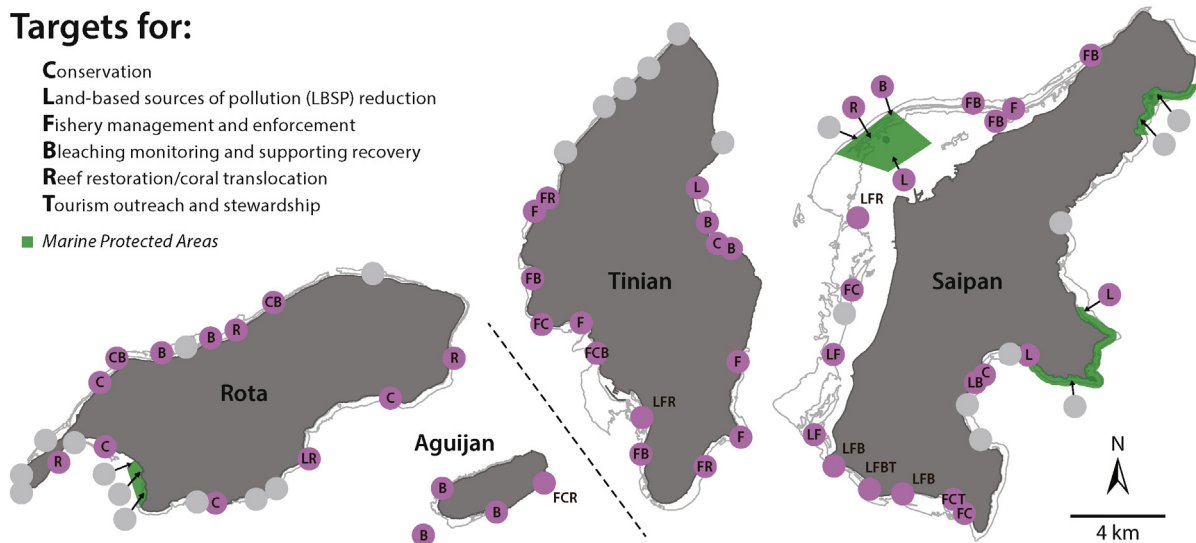 Targets for:
Conservation
Land-based sources of pollution (LBSP) reduction
Fishery management and enforcement
Bleaching monitoring and supporting recovery
Reef restoration/coral translocation
Tourism outreach and stewardship
Marine Protected Areas
CB
R
B
B
CB
C
R
C
Rota
C
R
LR
C
Aguijan
B
FCR
B
B
FR
F
L
B
C
B
FB
Tinian
FC
F
FCB
F
LFR
F
FB
FR
FB
B
R
FB
F
FB
L
LFR
Saipan
FC
L
LF
L
C
LB
LF
LFB
LFBT
LFB
FCT
FC
N
4 km